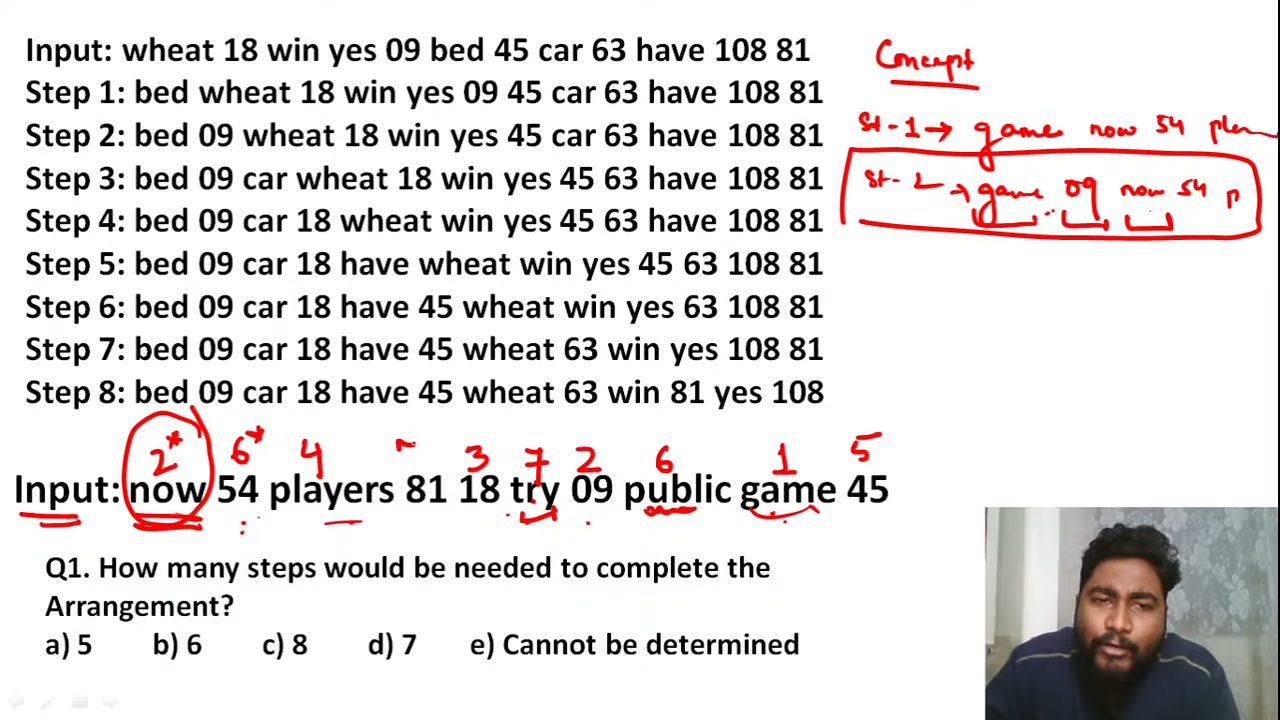 Input: wheat 18 win yes 09 bed 45 car 63 have 108 81
Step 1: bed wheat 18 win yes 09 45 car 63 have 108 81
Step 2: bed 09 wheat 18 win yes 45 car 63 have 108 81
Step 3: bed 09 car wheat 18 win yes 45 63 have 108 81
Step 4: bed 09 car 18 wheat win yes 45 63 have 108 81
Step 5: bed 09 car 18 have wheat win yes 45 63 108 81
Step 6: bed 09 car 18 have 45 wheat win yes 63 108 81
Step 7: bed 09 car 18 have 45 wheat 63 win yes 108 81
Step 8: bed 09 car 18 have 45 wheat 63 win 81 yes 108
Concept
St-1 → game now 54
St-2 → game 09 now 54 p
2* 6* 4 3 7 2 6 1 5
Input: now 54 players 81 18 try 09 public game 45
Q1. How many steps would be needed to complete the
Arrangement?
a) 5 b) 6 c) 8 d) 7 e) Cannot be determined